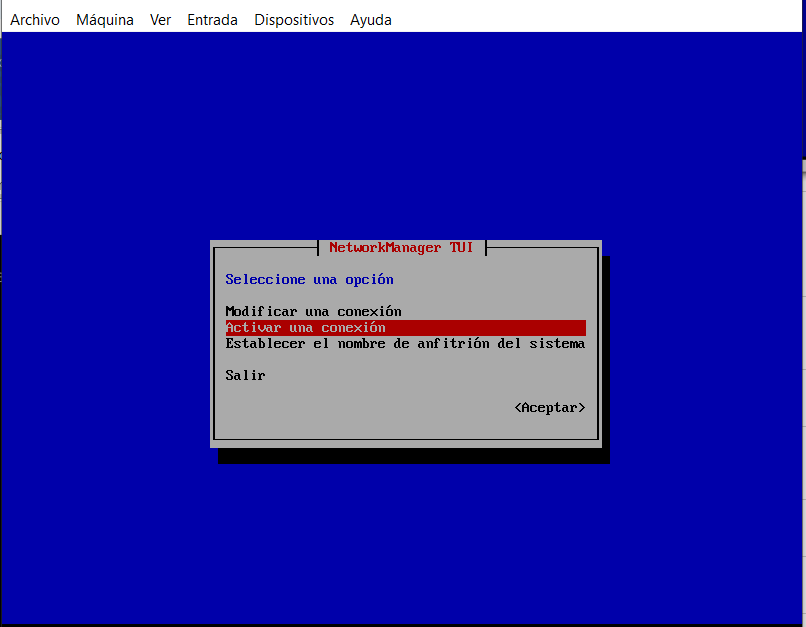 Archivo Máquina Ver Entrada Dispositivos Ayuda
NetworkManager TUI
Seleccione una opción
Modificar una conexión
Activar una conexión
Establecer el nombre de anfitrión del sistema
Salir
<Aceptar>